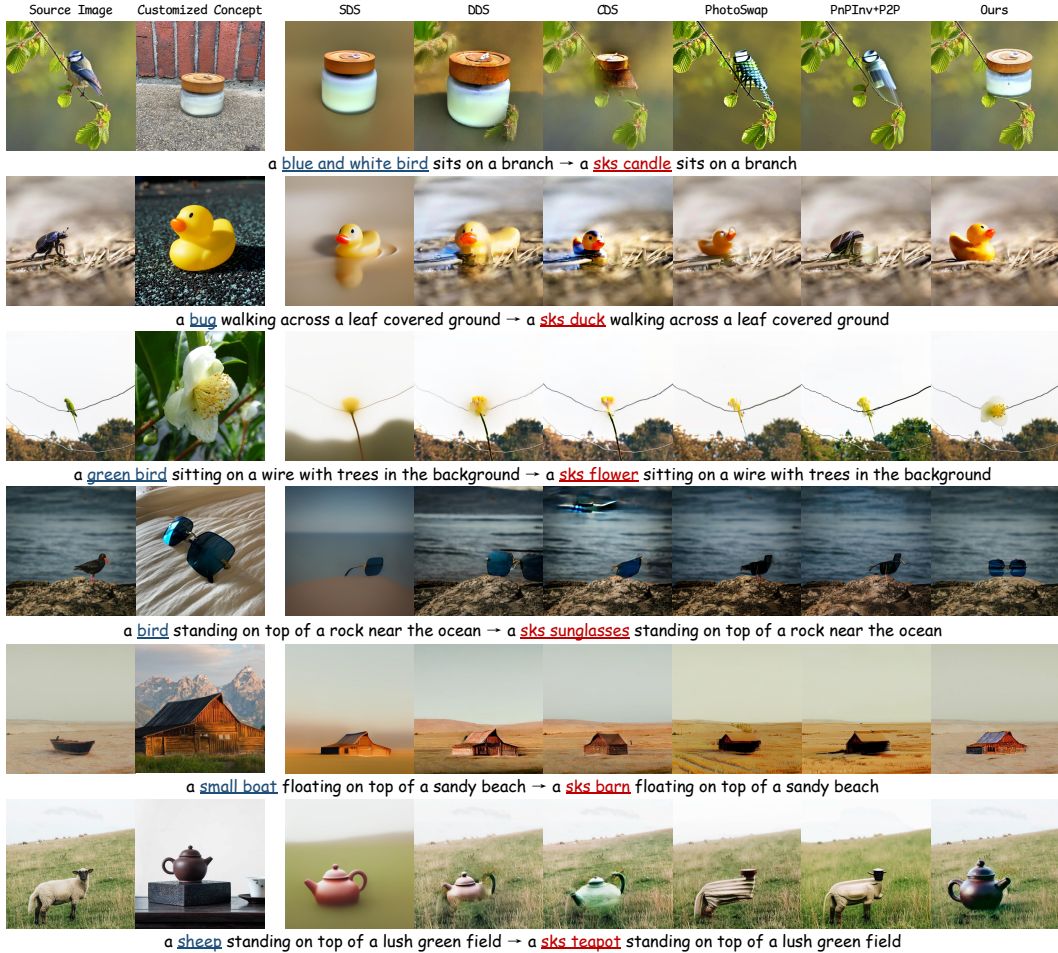 Source Image Customized Concept SDS DDS CDS PhotoSwap PnPInv+P2P Ours
a blue and white bird sits on a branch → a sks candle sits on a branch
a bug walking across a leaf covered ground → a sks duck walking across a leaf covered ground
a green bird sitting on a wire with trees in the background → a sks flower sitting on a wire with trees in the background
a bird standing on top of a rock near the ocean → a sks sunglasses standing on top of a rock near the ocean
a small boat floating on top of a sandy beach → a sks barn floating on top of a sandy beach
a sheep standing on top of a lush green field → a sks teapot standing on top of a lush green field